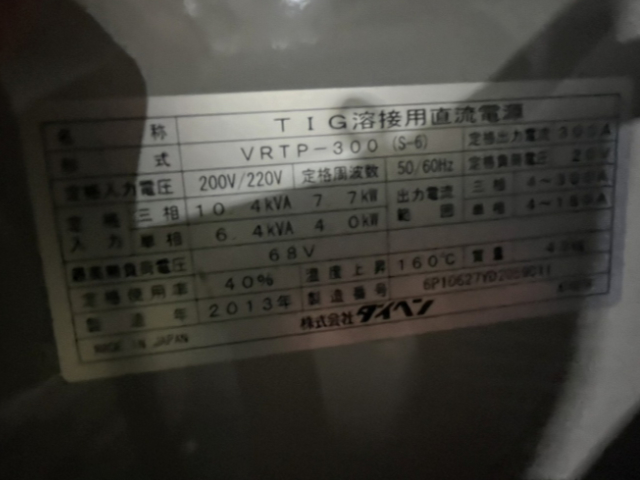 名 称 TIG溶接用直流電源
形 式 VRTP-300 (S-6) 定格出力電流
定格入力電圧 200V/220V 定格周波数 50/60Hz 定格負荷電圧
定格入力 三相 10.4kVA 7.7kW 出力電流範囲 三相
単相 6.4kVA 4.0kW 単相
最高無負荷電圧 68V
定格使用率 40% 温度上昇 160℃ 質量
製造年 2013年 製造番号
MADE IN JAPAN 株式会社 ダイヘン